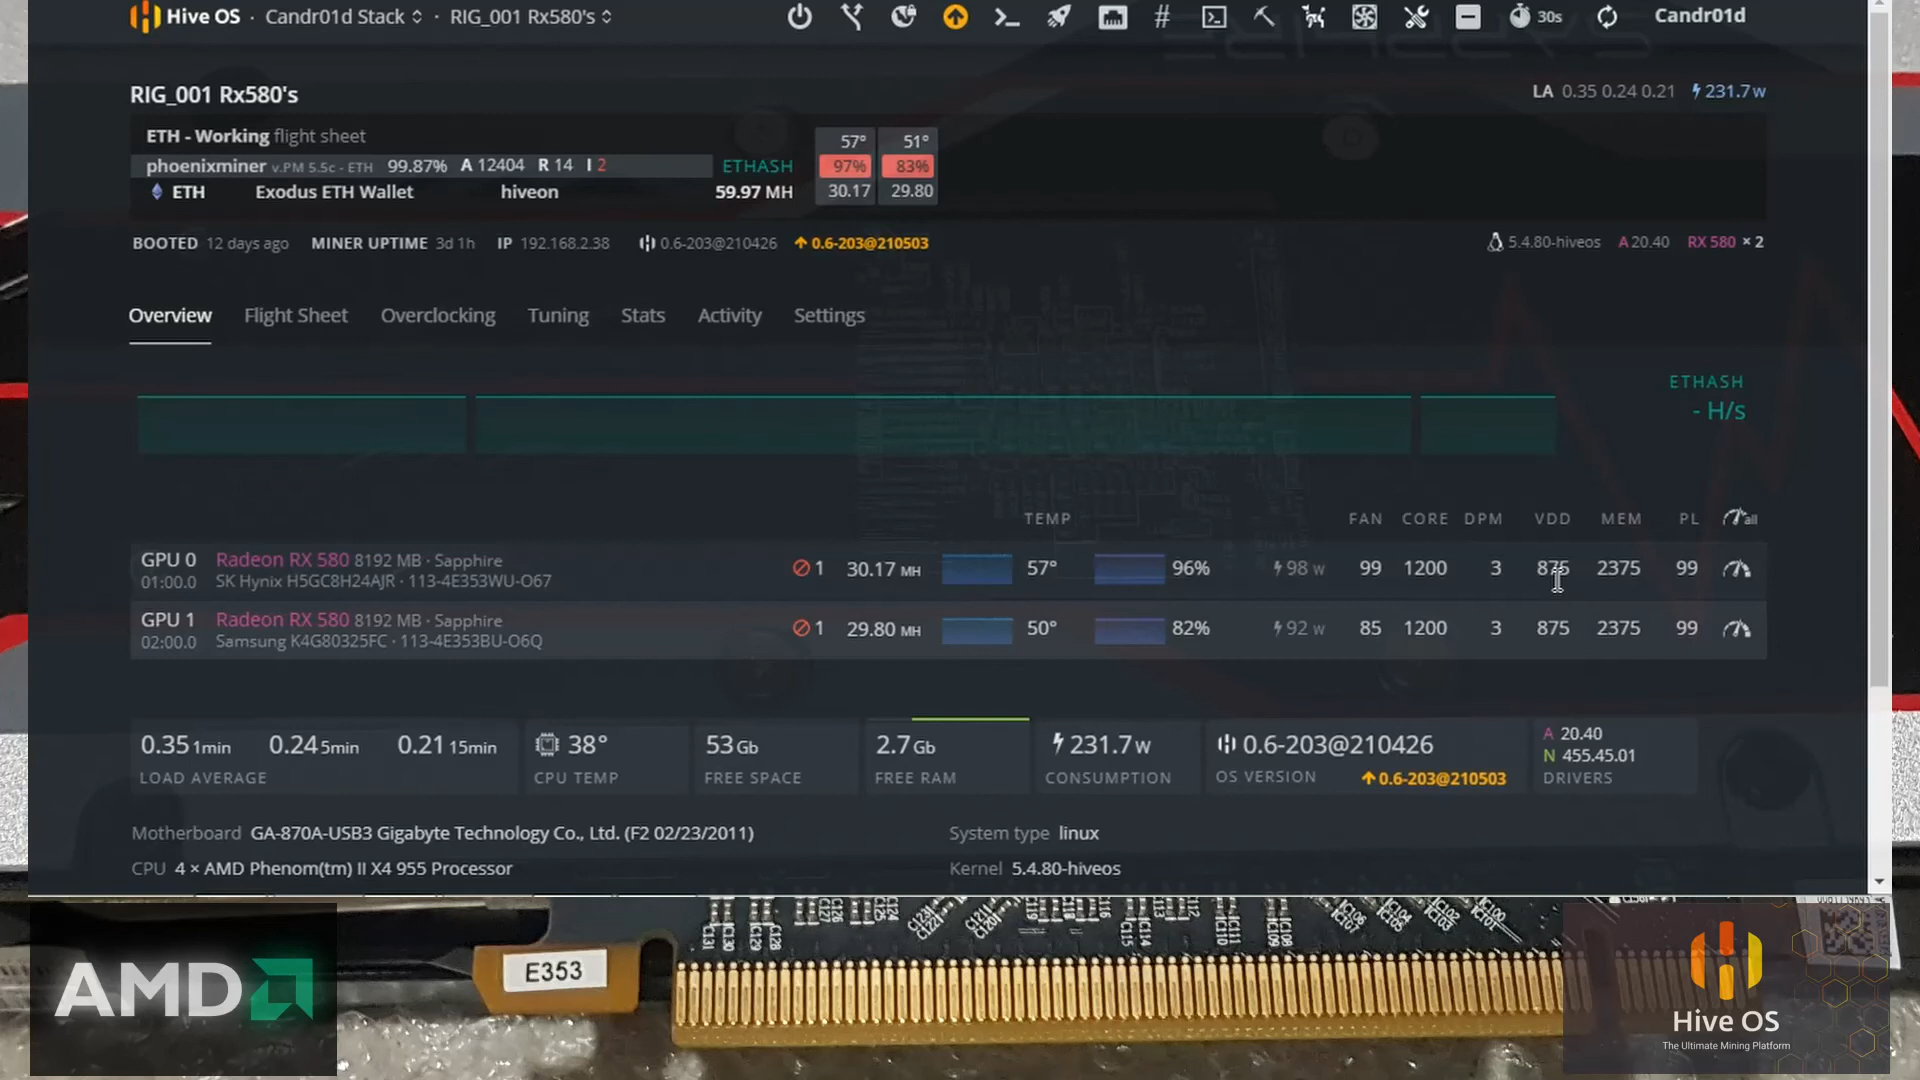 Hive OS · Candr01d Stack · RIG_001 Rx580's 30s Candr01d
RIG_001 Rx580's
LA 0.35 0.24 0.21 231.7w
ETH - Working flight sheet
57° 51°
phoenixminer v.PM 5.5c - ETH 99.87% A 12404 R 14 I 2 ETHASH 97% 83%
ETH Exodus ETH Wallet hiveon 59.97 MH 30.17 29.80
BOOTED 12 days ago MINER UPTIME 3d 1h IP 192.168.2.38 0.6-203@210426 0.6-203@210503 5.4.80-hiveos A 20.40 RX 580 × 2
Overview Flight Sheet Overclocking Tuning Stats Activity Settings
ETHASH
- H/s
TEMP FAN CORE DPM VDD MEM PL all
GPU 0 Radeon RX 580 8192 MB · Sapphire 1 30.17 MH 57° 96% 98 w 99 1200 3 875 2375 99
01:00.0 SK Hynix H5GC8H24AJR · 113-4E353WU-O67
GPU 1 Radeon RX 580 8192 MB · Sapphire 1 29.80 MH 50° 82% 92 w 85 1200 3 875 2375 99
02:00.0 Samsung K4G80325FC · 113-4E353BU-O6Q
0.35 1min 0.24 5min 0.21 15min 38° 53 Gb 2.7 Gb 231.7 w 0.6-203@210426 A 20.40
N 455.45.01
LOAD AVERAGE CPU TEMP FREE SPACE FREE RAM CONSUMPTION OS VERSION 0.6-203@210503 DRIVERS
Motherboard GA-870A-USB3 Gigabyte Technology Co., Ltd. (F2 02/23/2011) System type linux
CPU 4 × AMD Phenom(tm) II X4 955 Processor Kernel 5.4.80-hiveos
E353
AMD
Hive OS
The Ultimate Mining Platform